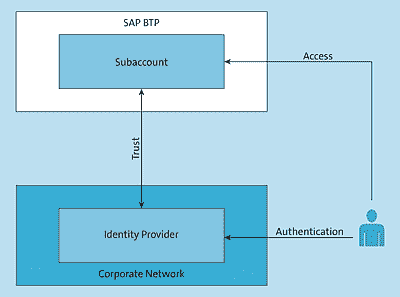 SAP BTP
Subaccount
Access
Trust
Identity Provider
Authentication
Corporate Network